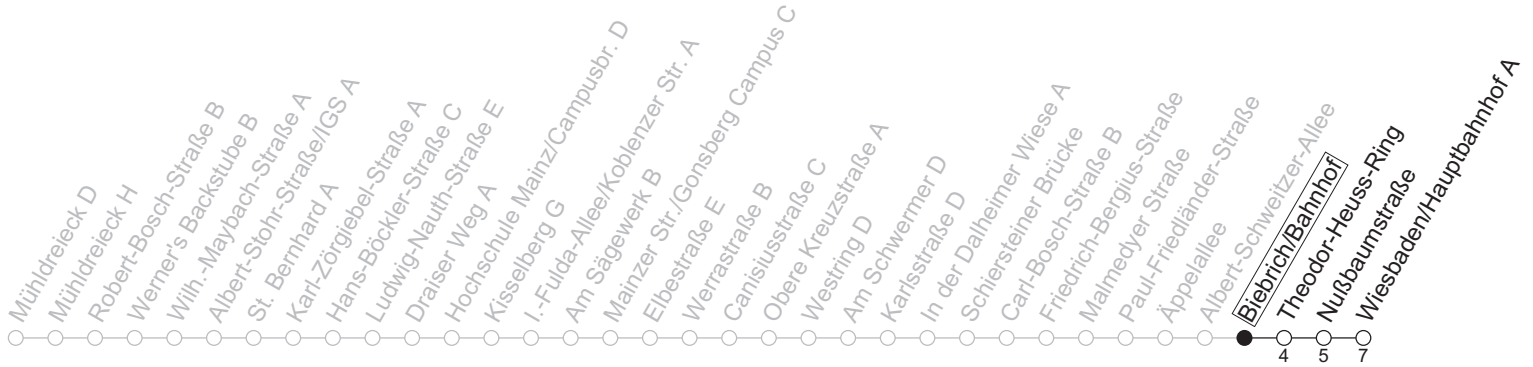 Mühldreieck D
Mühldreieck H
Robert-Bosch-Straße B
Werner's Backstube B
Wilh.-Maybach-Straße A
Albert-Stohr-Straße/IGS A
St. Bernhard A
Karl-Zörgiebel-Straße A
Hans-Böckler-Straße C
Ludwig-Nauth-Straße E
Draiser Weg A
Hochschule Mainz/Campusbr. D
Kisselberg G
I.-Fulda-Allee/Koblenzer Str. A
Am Sägewerk B
Mainzer Str./Gonsberg Campus C
Elbestraße E
Werrastraße B
Canisiusstraße C
Obere Kreuzstraße A
Westring D
Am Schwermer D
Karlsstraße D
In der Dalheimer Wiese A
Schiersteiner Brücke
Carl-Bosch-Straße B
Friedrich-Bergius-Straße
Malmedyer Straße
Paul-Friedländer-Straße
Äppelallee
Albert-Schweitzer-Allee
Biebrich/Bahnhof
Theodor-Heuss-Ring
Nußbaumstraße
Wiesbaden/Hauptbahnhof A
4
5
7